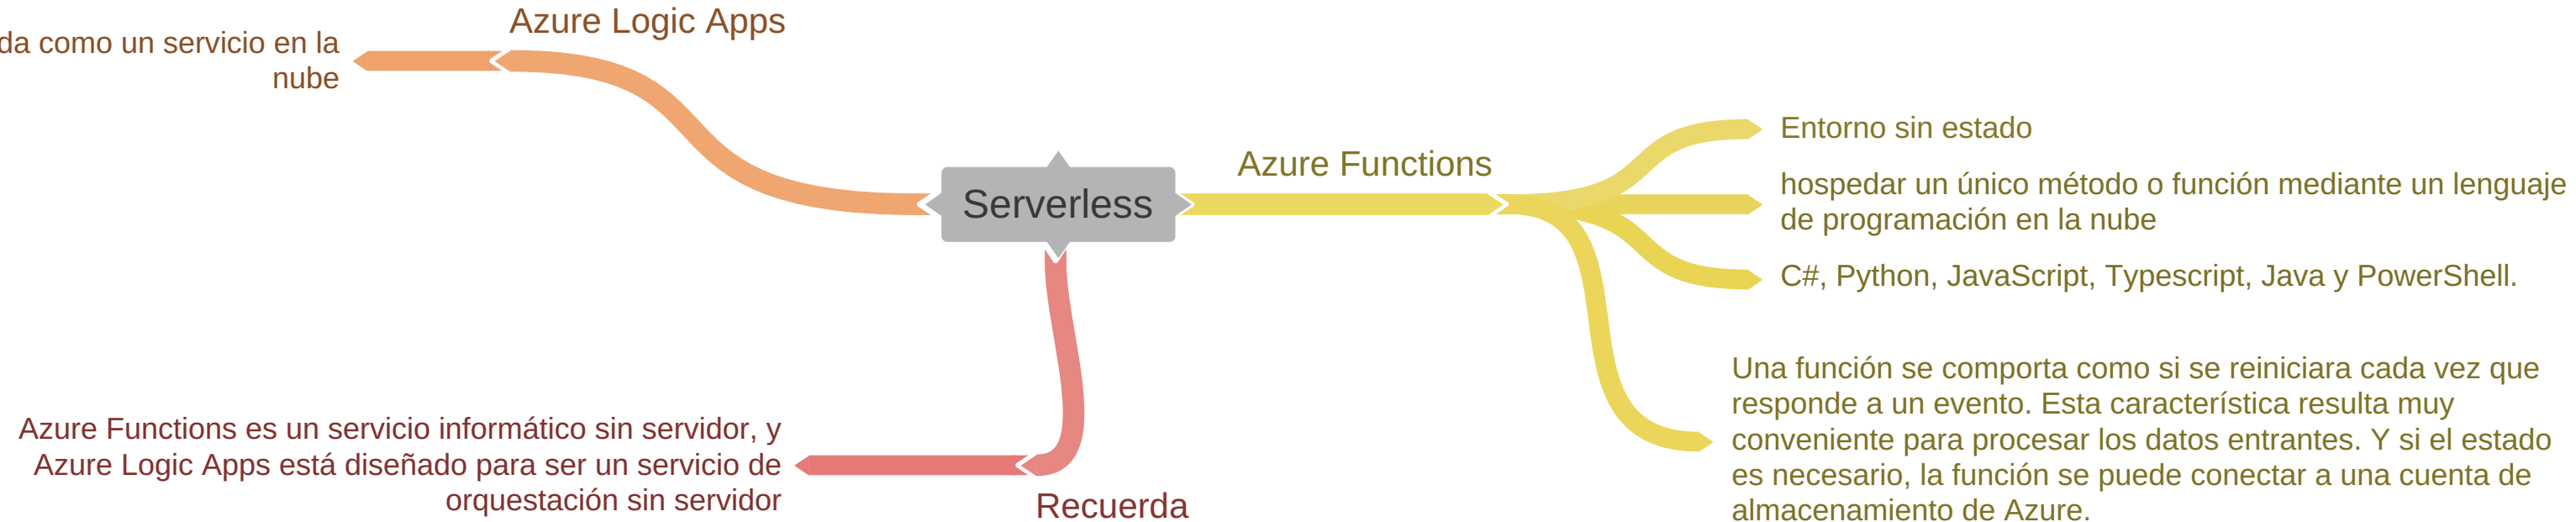 Azure Logic Apps
como un servicio en la
nube
Serverless
Azure Functions
Entorno sin estado
hospedar un único método o función mediante un lenguaje
de programación en la nube
C#, Python, JavaScript, Typescript, Java y PowerShell.
Una función se comporta como si se reiniciara cada vez que
responde a un evento. Esta característica resulta muy
conveniente para procesar los datos entrantes. Y si el estado
es necesario, la función se puede conectar a una cuenta de
almacenamiento de Azure.
Azure Functions es un servicio informático sin servidor, y
Azure Logic Apps está diseñado para ser un servicio de
orquestación sin servidor
Recuerda